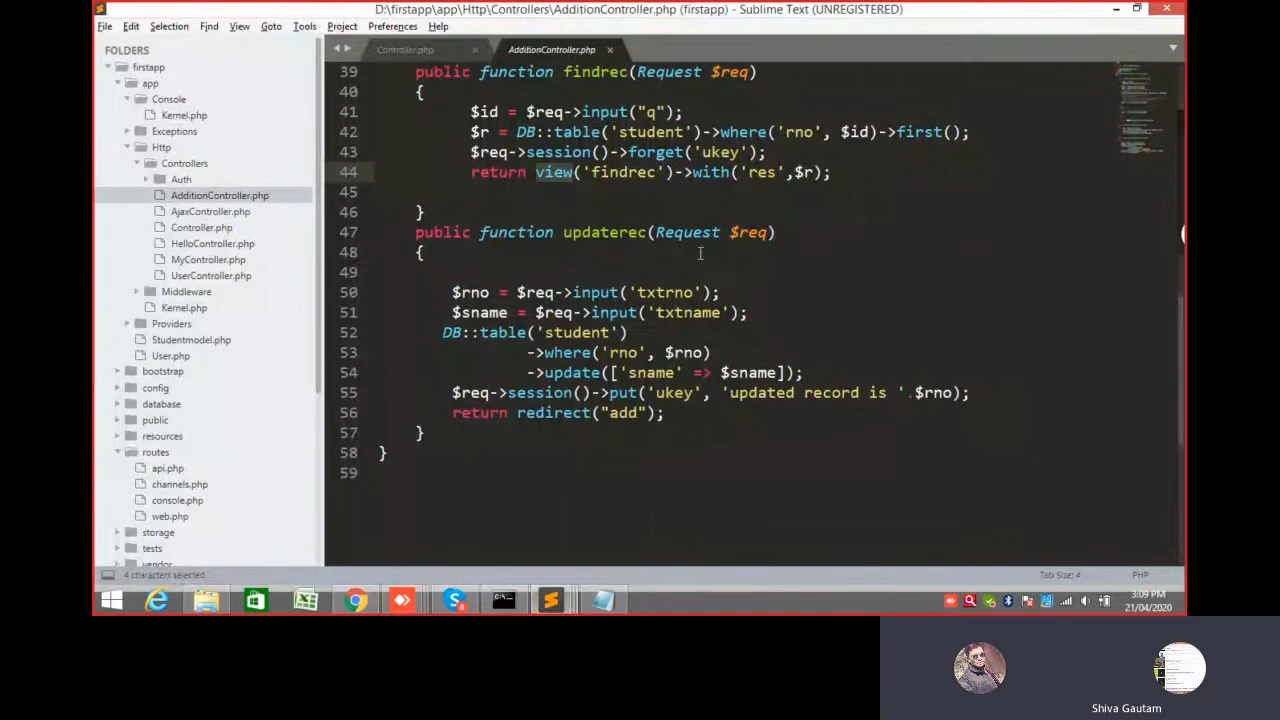 D:\firstapp\app\Http\Controllers\AdditionController.php (firstapp) - Sublime Text (UNREGISTERED)
File Edit Selection Find View Goto Tools Project Preferences Help
FOLDERS
firstapp
app
Console
Kernel.php
Exceptions
Http
Controllers
Auth
AdditionController.php
AjaxController.php
Controller.php
HelloController.php
MyController.php
UserController.php
Middleware
Kernel.php
Providers
Studentmodel.php
User.php
bootstrap
config
database
public
resources
routes
api.php
channels.php
console.php
web.php
storage
tests
vendor
Controller.php AdditionController.php
39 public function findrec(Request $req)
40 {
41 $id = $req->input("q");
42 $r = DB::table('student')->where('rno', $id)->first();
43 $req->session()->forget('ukey');
44 return view('findrec')->with('res',$r);
45
46 }
47 public function updaterec(Request $req)
48 {
49
50 $rno = $req->input('txtrno');
51 $sname = $req->input('txtname');
52 DB::table('student')
53 ->where('rno', $rno)
54 ->update(['sname' => $sname]);
55 $req->session()->put('ukey', 'updated record is '.$rno);
56 return redirect("add");
57 }
58 }
59
4 characters selected Tab Size: 4 PHP
3:09 PM
21/04/2020
Shiva Gautam